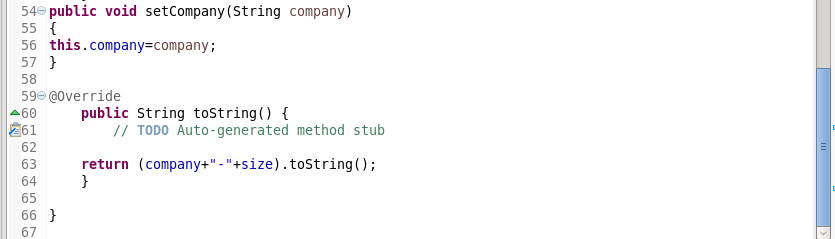 54 public void setCompany(String company)
55 {
56 this.company=company;
57 }
58
59 @Override
60     public String toString() {
61         // TODO Auto-generated method stub
62
63     return (company+"-"+size).toString();
64     }
65
66 }
67